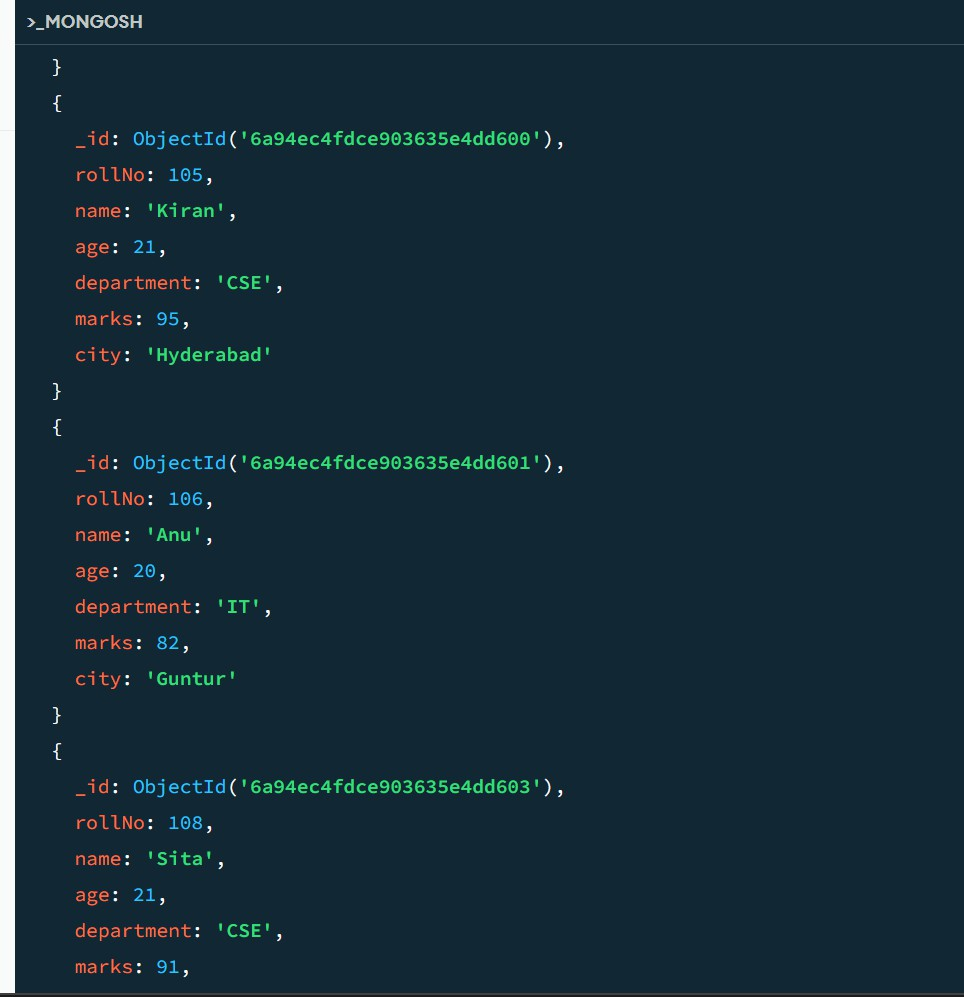 >_MONGOSH
}
{
_id: ObjectId('6a94ec4fdce903635e4dd600'),
rollNo: 105,
name: 'Kiran',
age: 21,
department: 'CSE',
marks: 95,
city: 'Hyderabad'
}
{
_id: ObjectId('6a94ec4fdce903635e4dd601'),
rollNo: 106,
name: 'Anu',
age: 20,
department: 'IT',
marks: 82,
city: 'Guntur'
}
{
_id: ObjectId('6a94ec4fdce903635e4dd603'),
rollNo: 108,
name: 'Sita',
age: 21,
department: 'CSE',
marks: 91,